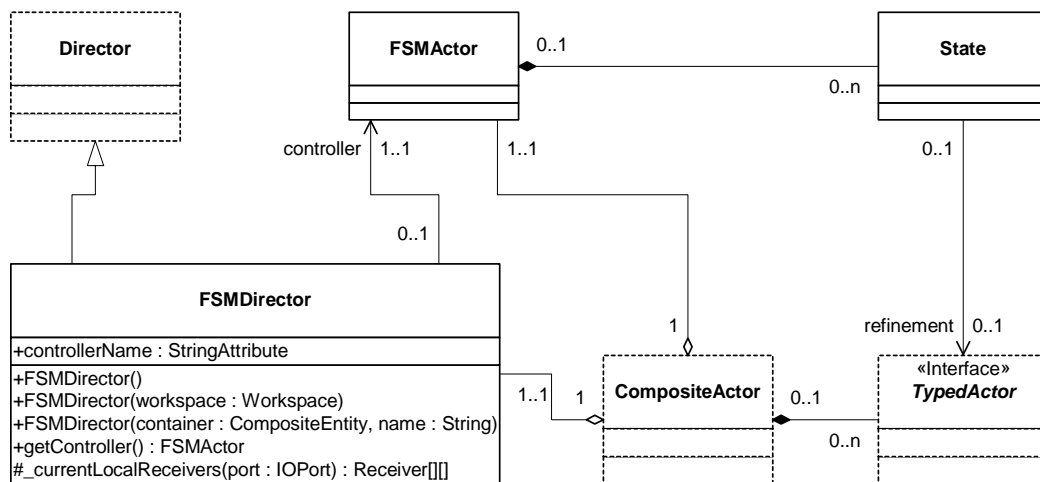 Director
FSMActor
State
0..1
0..n
controller
1..1
1..1
0..1
0..1
FSMDirector
+controllerName : StringAttribute
+FSMDirector()
+FSMDirector(workspace : Workspace)
+FSMDirector(container : CompositeEntity, name : String)
+getController() : FSMActor
#_currentLocalReceivers(port : IOPort) : Receiver[][]
1..1
1
1
CompositeActor
0..1
0..n
refinement
0..1
«Interface»
TypedActor